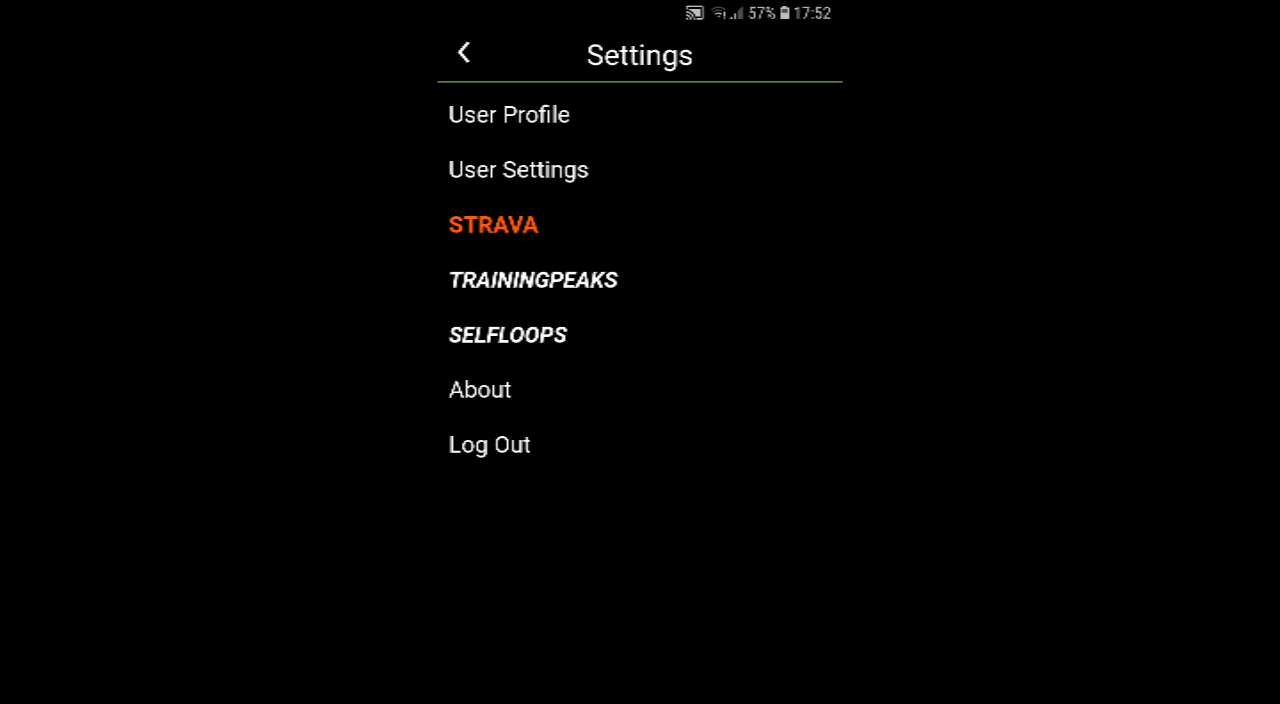 57% 17:52
Settings
User Profile
User Settings
STRAVA
TRAININGPEAKS
SELFLOOPS
About
Log Out